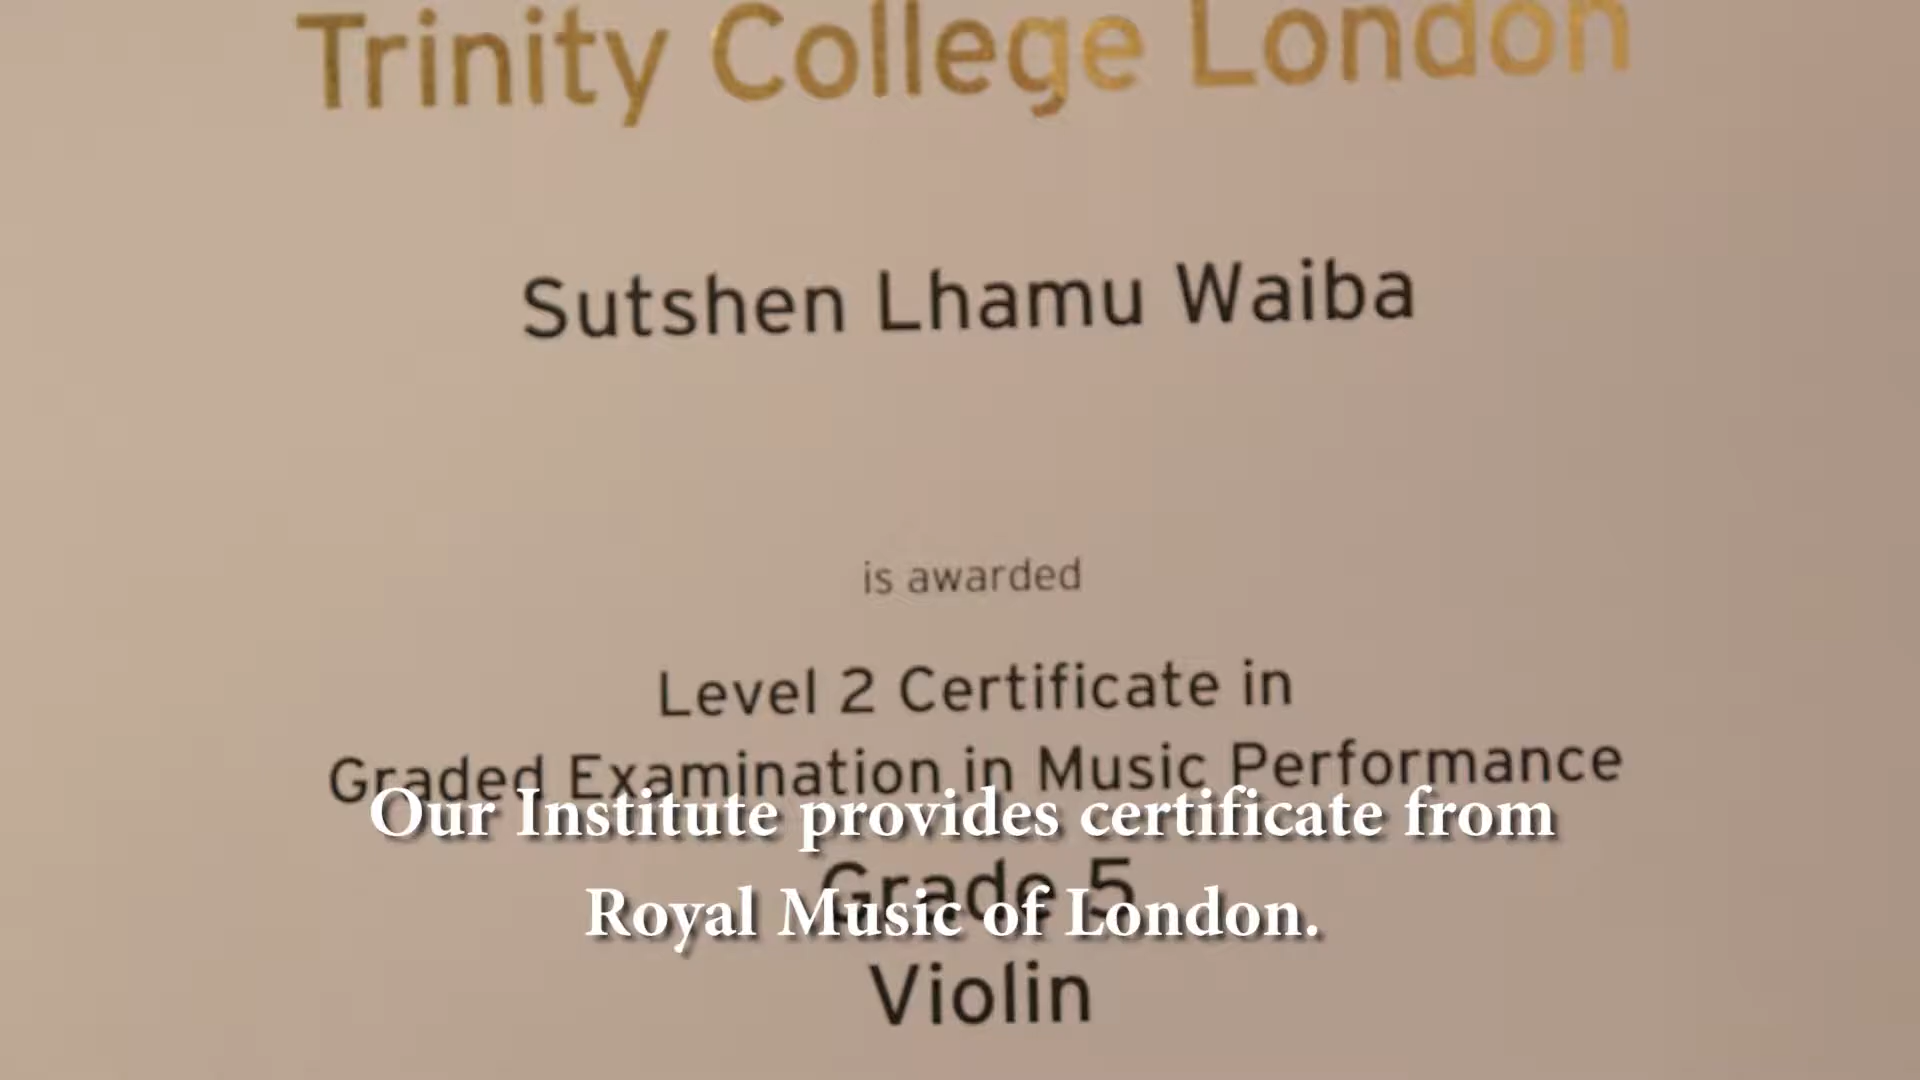 Trinity College London
Sutshen Lhamu Waiba
is awarded
Level 2 Certificate in
Graded Examination in Music Performance
Our Institute provides certificate from
Grade 5
Royal Music of London.
Violin